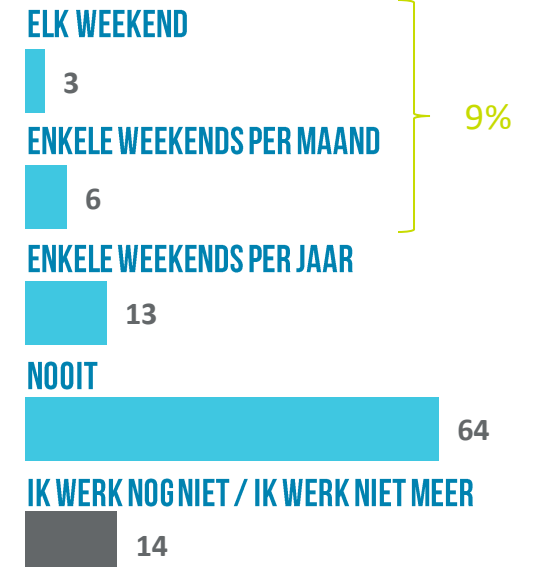 ELK WEEKEND
3
9%
ENKELE WEEKENDS PER MAAND
6
ENKELE WEEKENDS PER JAAR
13
NOOIT
64
IK WERK NOG NIET / IK WERK NIET MEER
14